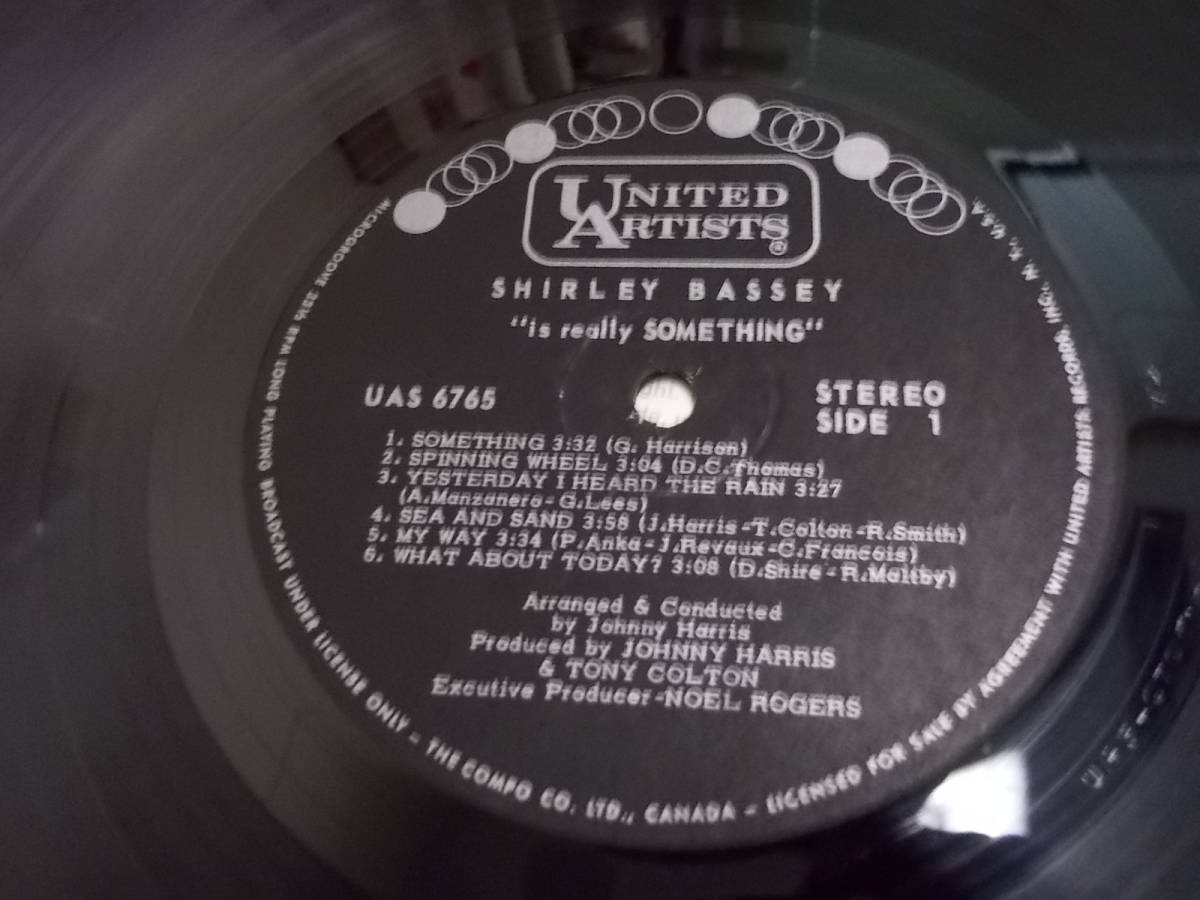 UNITED ARTISTS®
SHIRLEY BASSEY
"is really SOMETHING"
UAS 6765
STEREO
SIDE 1
1. SOMETHING 3:32 (G. Harrison)
2. SPINNING WHEEL 3:04 (D.C. Thomas)
3. YESTERDAY I HEARD THE RAIN 3:27
(A.Manzanero-G.Lees)
4. SEA AND SAND 3:58 (J.Harris-T.Colton-R.Smith)
5. MY WAY 3:34 (P.Anka-J.Revaux-C.Francois)
6. WHAT ABOUT TODAY? 3:08 (D.Shire-R.Maltby)
Arranged & Conducted
by Johnny Harris
Produced by JOHNNY HARRIS
& TONY COLTON
Excutive Producer-NOEL ROGERS
MICROGROOVE 33⅓ RPM LONG PLAYING BROADCAST UNDER LICENSE ONLY - THE COMPO CO. LTD., CANADA - LICENSED FOR SALE BY AGREEMENT WITH UNITED ARTISTS RECORDS, INC., N.Y., U.S.A.